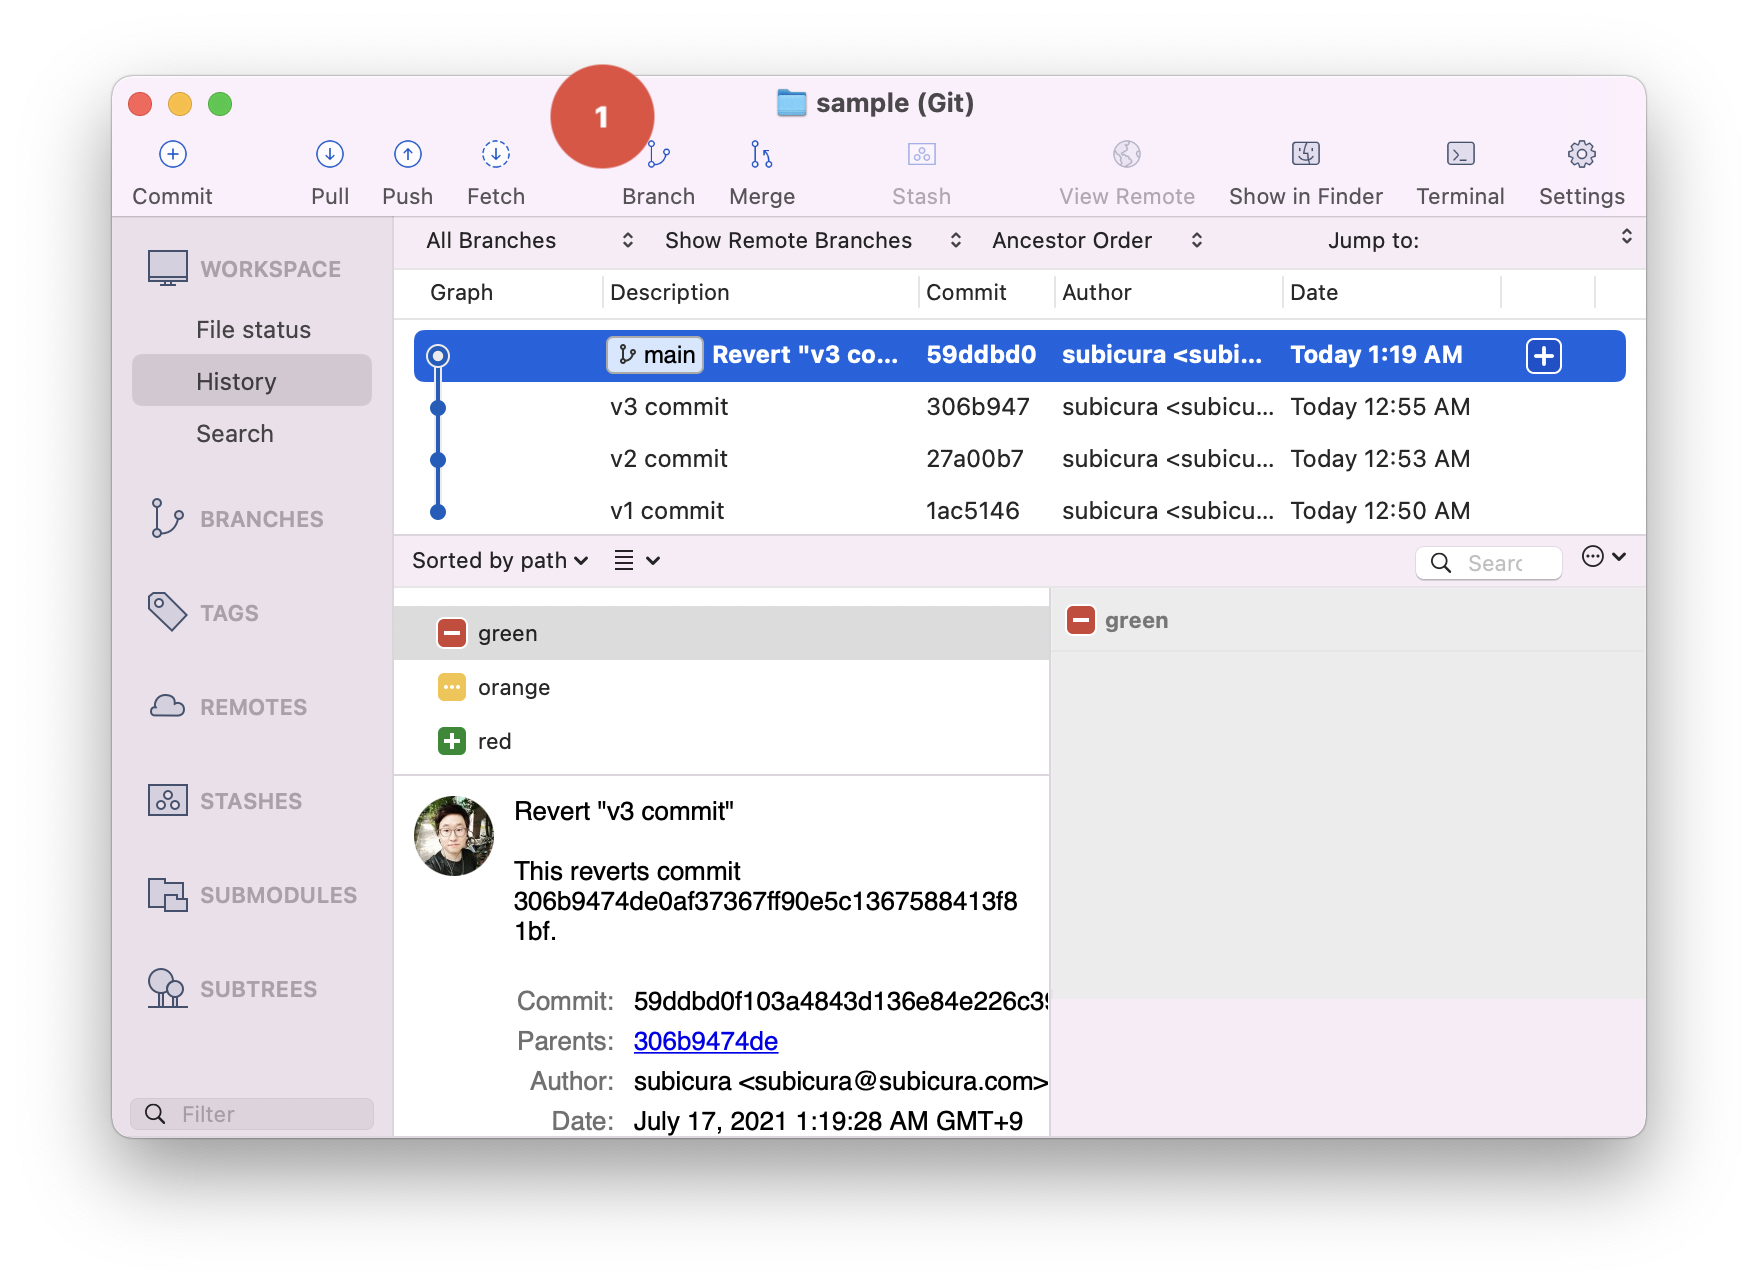 1
sample (Git)
Commit Pull Push Fetch Branch Merge Stash View Remote Show in Finder Terminal Settings
All Branches Show Remote Branches Ancestor Order Jump to:
WORKSPACE
File status
History
Search
BRANCHES
TAGS
REMOTES
STASHES
SUBMODULES
SUBTREES
Filter
Graph Description Commit Author Date
main Revert "v3 co... 59ddbd0 subicura <subi... Today 1:19 AM
v3 commit 306b947 subicura <subicu... Today 12:55 AM
v2 commit 27a00b7 subicura <subicu... Today 12:53 AM
v1 commit 1ac5146 subicura <subicu... Today 12:50 AM
Sorted by path Searc
green
orange
red
green
Revert "v3 commit"
This reverts commit
306b9474de0af37367ff90e5c1367588413f8
1bf.
Commit: 59ddbd0f103a4843d136e84e226c39
Parents: 306b9474de
Author: subicura <subicura@subicura.com>
Date: July 17, 2021 1:19:28 AM GMT+9